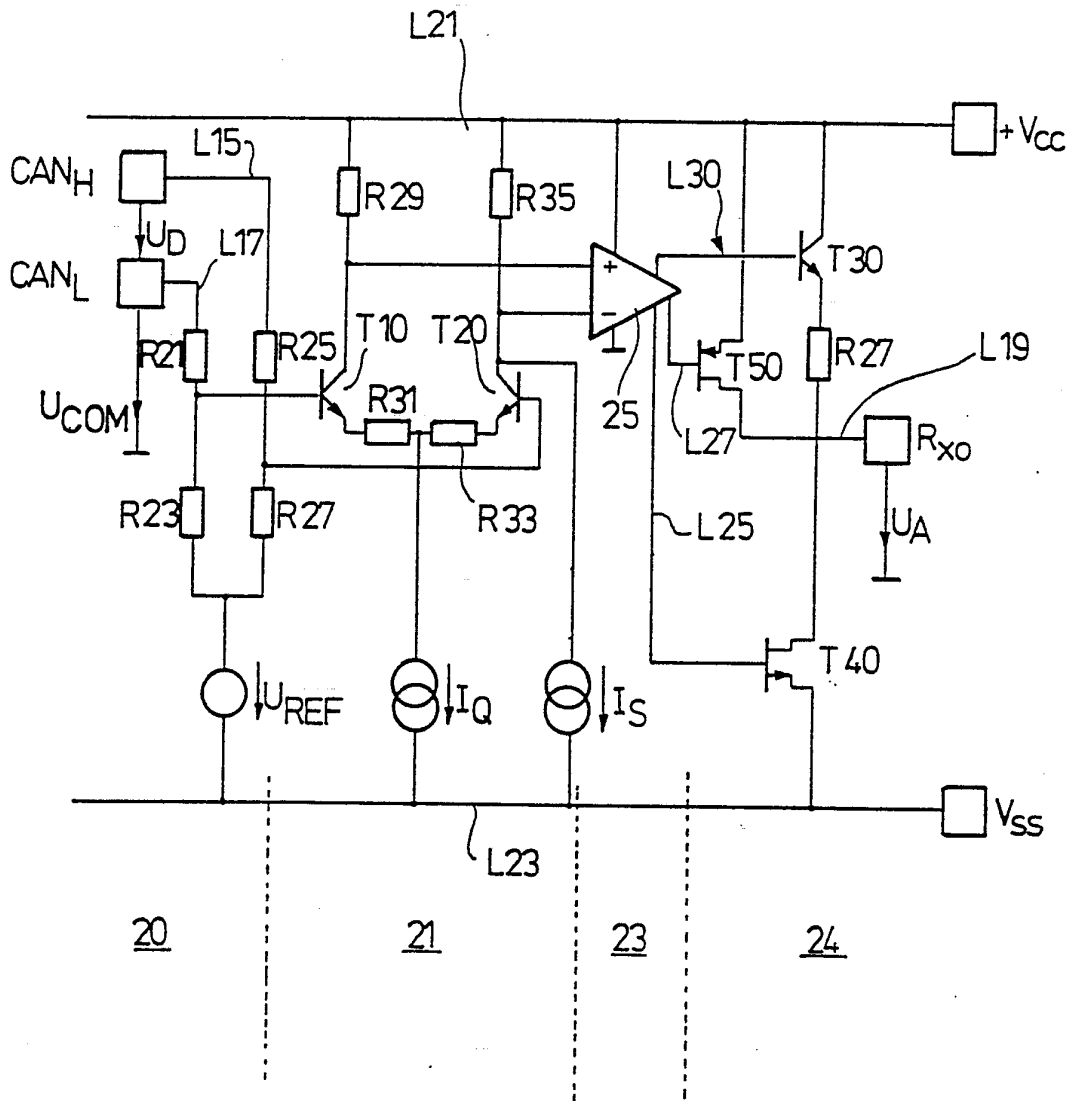 L21
+VCC
CANH
L15
R29
R35
L30
UD
L17
T30
CANL
+
−
R21
R25
T10
T20
T50
R27
L19
UCOM
R31
25
L27
RXO
R23
R27
R33
L25
UA
T40
UREF
IQ
IS
VSS
L23
20
21
23
24